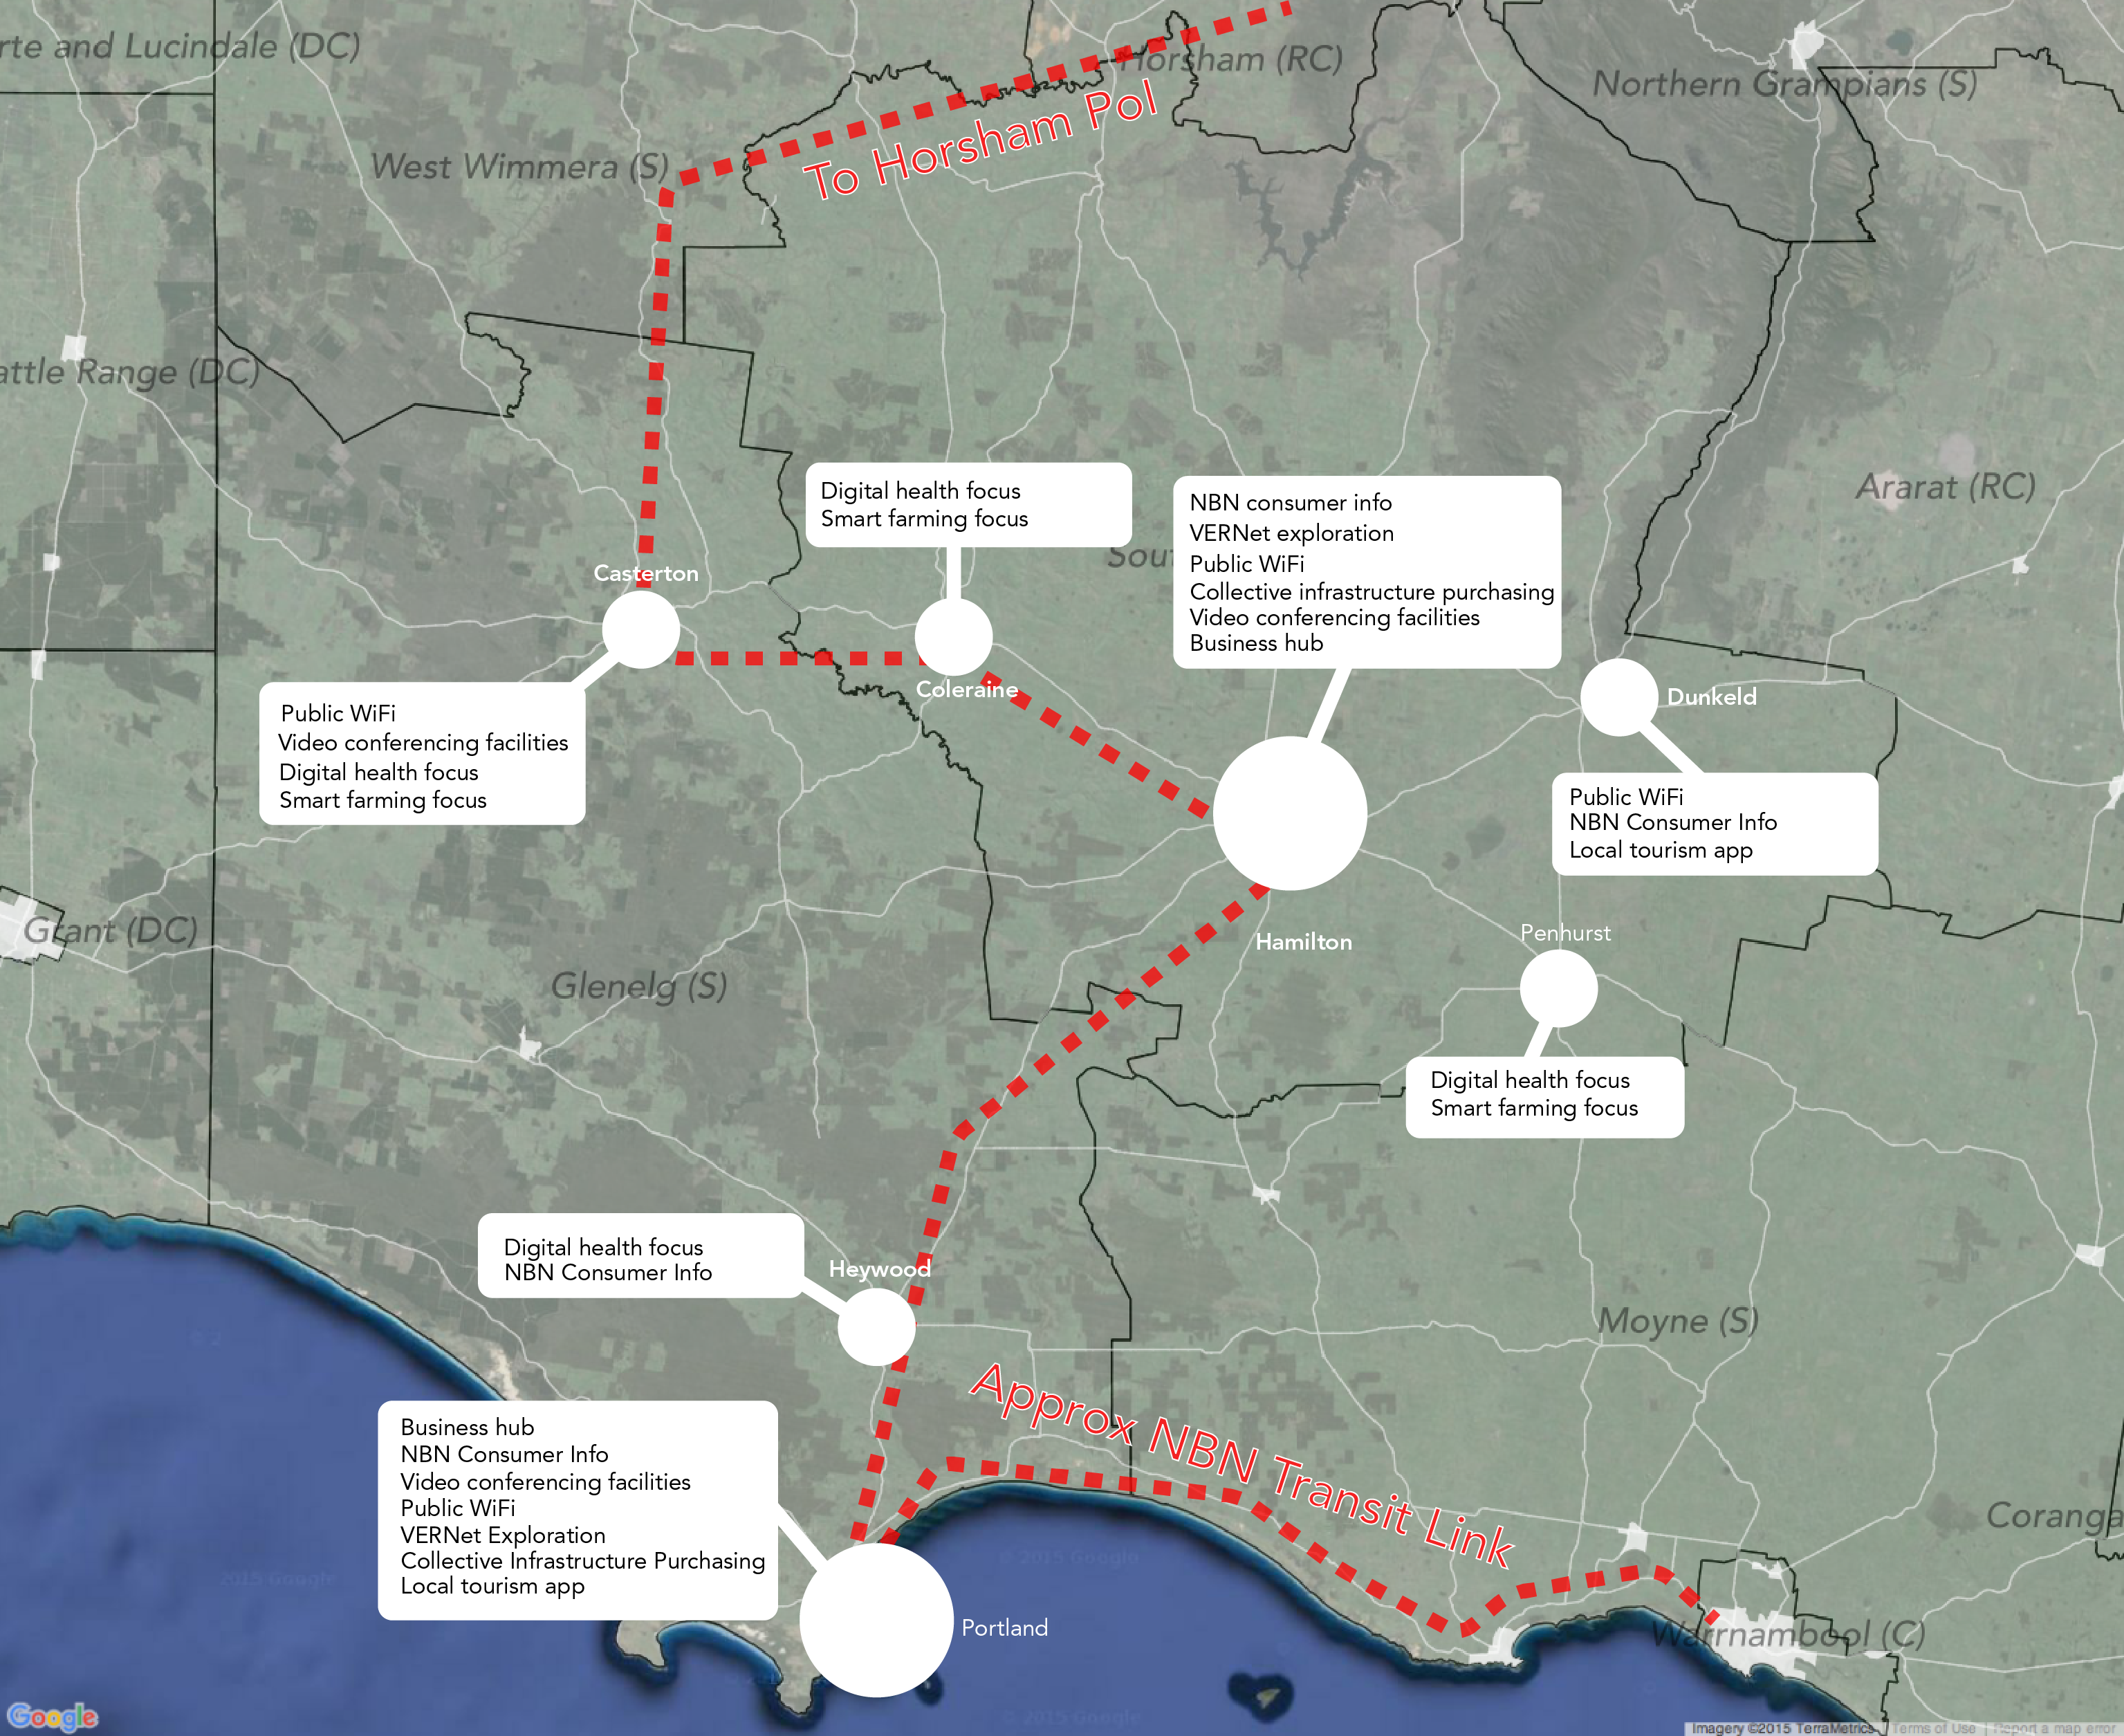 rte and Lucindale (DC)
Horsham (RC)
Northern Grampians (S)
To Horsham PoI
West Wimmera (S)
attle Range (DC)
Ararat (RC)
Digital health focus
Smart farming focus
NBN consumer info
VERNet exploration
Public WiFi
Collective infrastructure purchasing
Video conferencing facilities
Business hub
Sou
Casterton
Coleraine
Dunkeld
Public WiFi
Video conferencing facilities
Digital health focus
Smart farming focus
Public WiFi
NBN Consumer Info
Local tourism app
Grant (DC)
Hamilton
Penhurst
Glenelg (S)
Digital health focus
Smart farming focus
Digital health focus
NBN Consumer Info
Heywood
Moyne (S)
Approx NBN Transit Link
Business hub
NBN Consumer Info
Video conferencing facilities
Public WiFi
VERNet Exploration
Collective Infrastructure Purchasing
Local tourism app
Coranga
Portland
Warrnambool (C)
2015 Google
© 2015 Google
© 2015 Google
Google
Imagery ©2015 TerraMetrics
Terms of Use
Report a map error